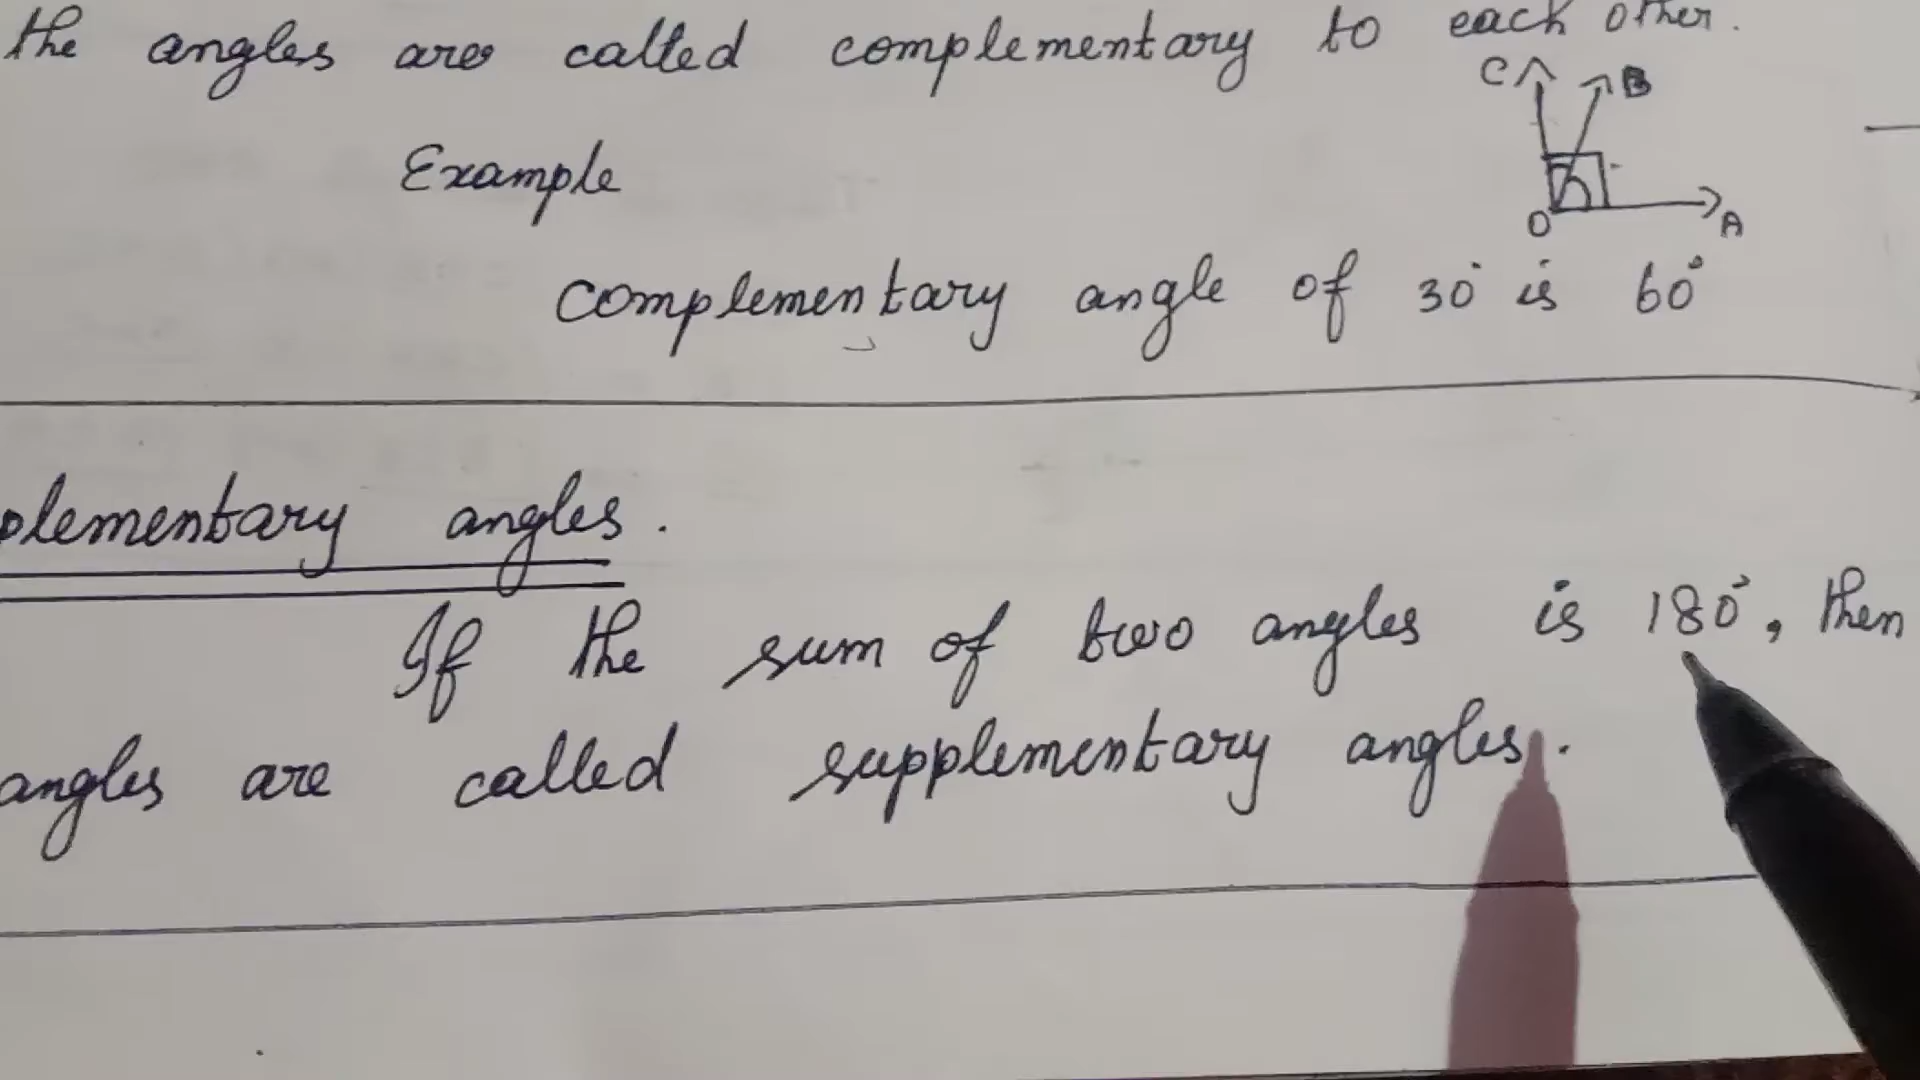 the angles are called complementary to each other.
C B
O A
Example
complementary angle of 30° is 60°
plementary angles.
If the sum of two angles is 180°, then
angles are called supplementary angles.